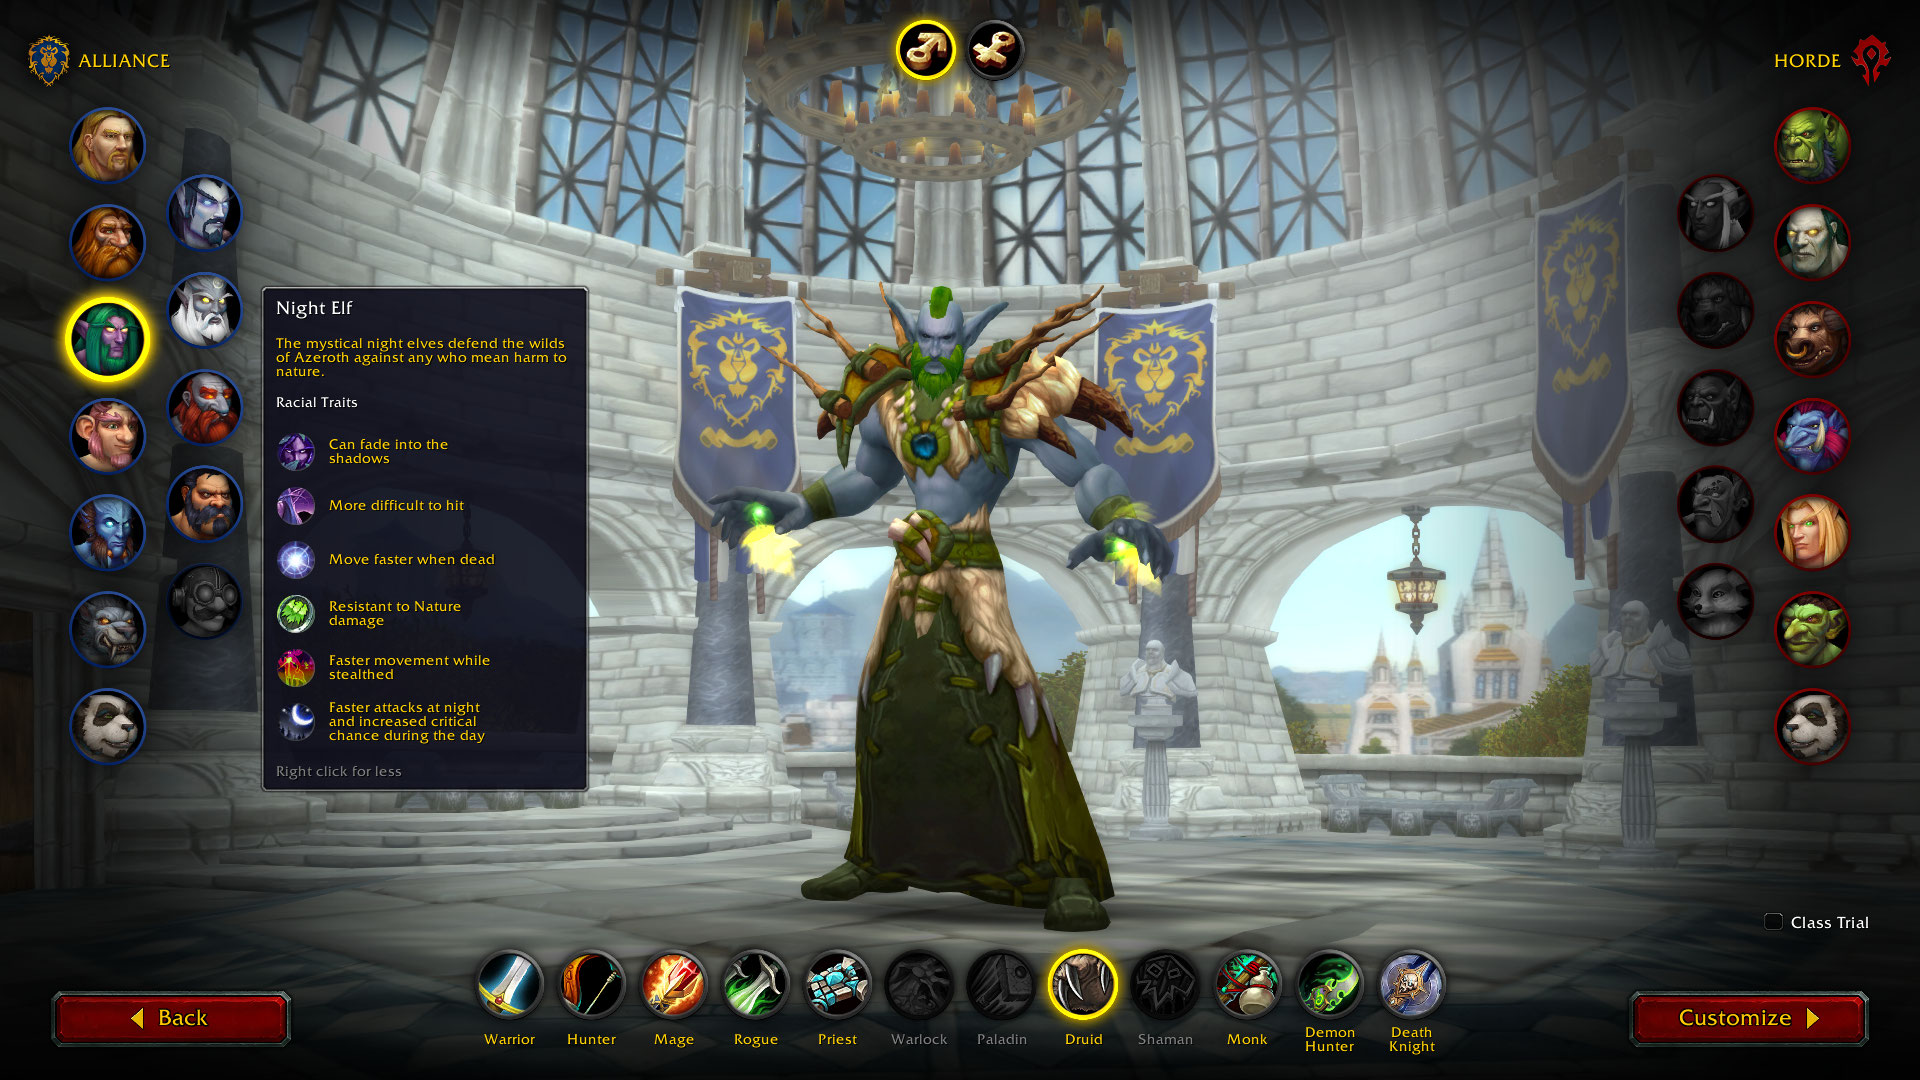 ALLIANCE
HORDE
Night Elf
The mystical night elves defend the wilds
of Azeroth against any who mean harm to
nature.
Racial Traits
Can fade into the
shadows
More difficult to hit
Move faster when dead
Resistant to Nature
damage
Faster movement while
stealthed
Faster attacks at night
and increased critical
chance during the day
Right click for less
Class Trial
Warrior
Hunter
Mage
Rogue
Priest
Warlock
Paladin
Druid
Shaman
Monk
Demon
Hunter
Death
Knight
Back
Customize